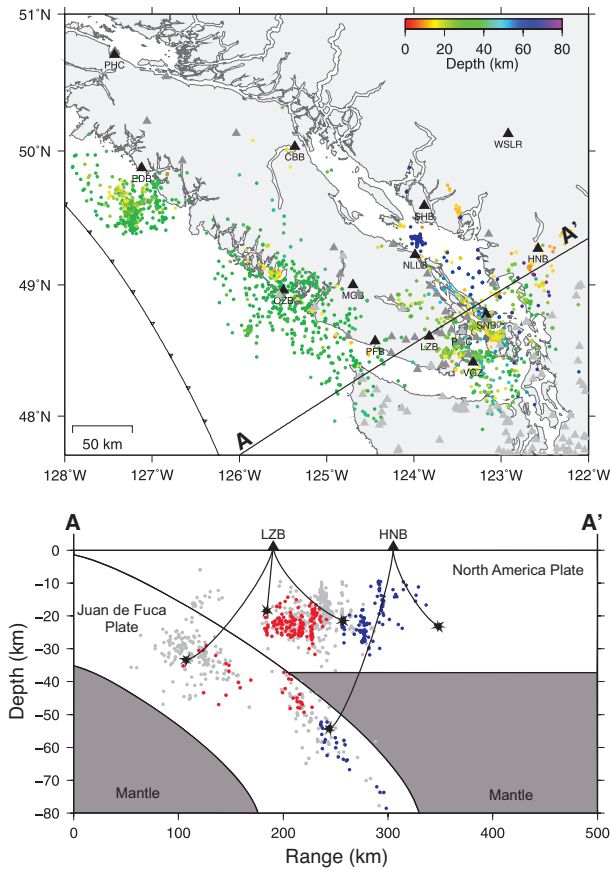 51°N
50°N
49°N
48°N
128°W 127°W 126°W 125°W 124°W 123°W 122°W
0 20 40 60 80
Depth (km)
PHC
WSLR
CBB
EDB
SHB
NLLB
HNB
A'
MGB
OZB
SNB
PFB
LZB
PGC
VGZ
A
50 km
A
LZB
HNB
A'
North America Plate
Juan de Fuca
Plate
Mantle
Mantle
Depth (km)
0
−10
−20
−30
−40
−50
−60
−70
−80
0 100 200 300 400 500
Range (km)